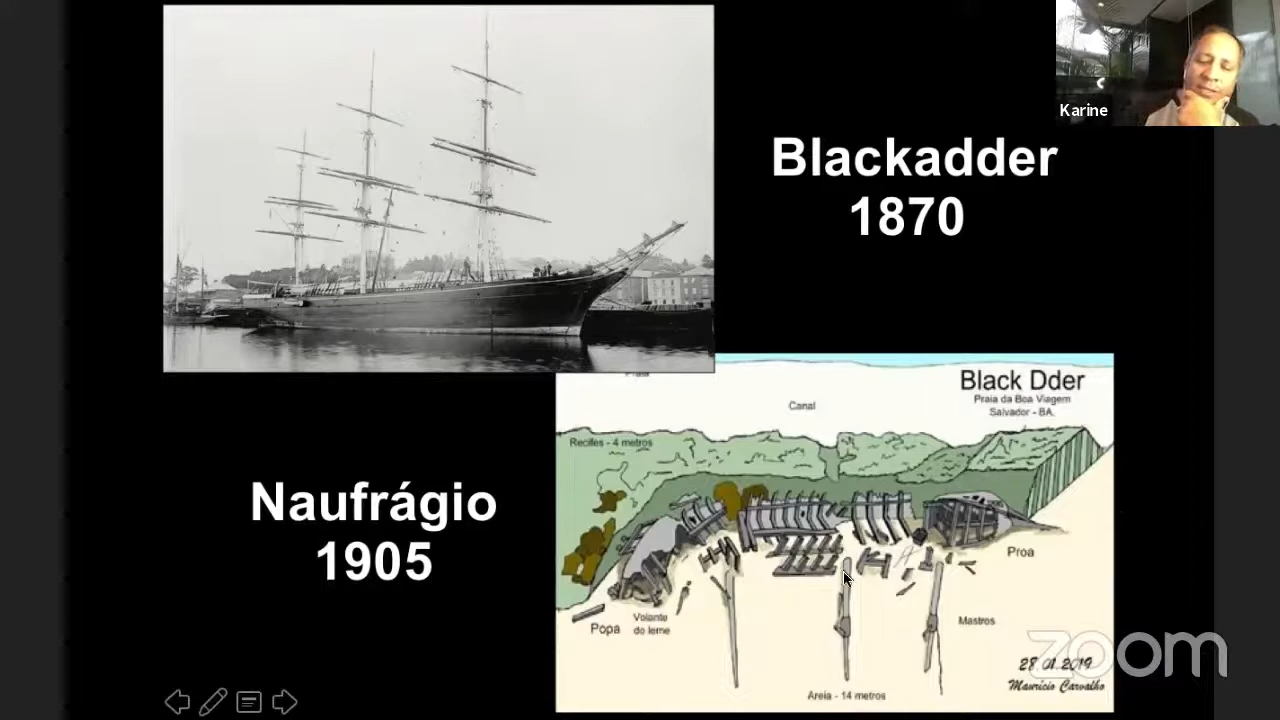 Karine
Blackadder
1870
Naufrágio
1905
Black Dder
Praia da Boa Viagem
Salvador - BA.
Canal
Recifes - 4 metros
Proa
Popa
Volante
do leme
Mastros
Areia - 14 metros
28.01.2019
Maurício Carvalho
zoom